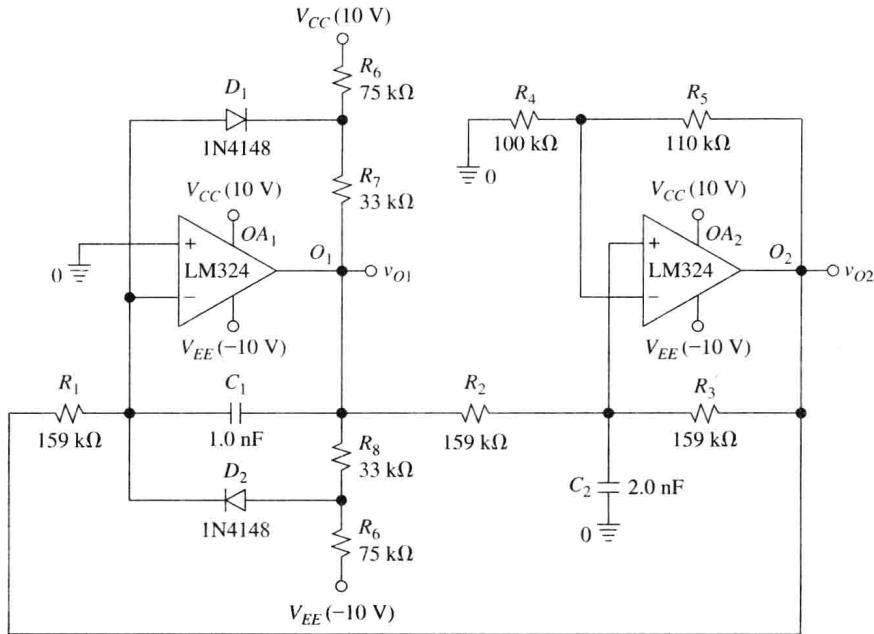 V_CC (10 V)
R_6
75 kΩ
D_1
1N4148
R_7
33 kΩ
V_CC (10 V)
OA_1
+
LM324
−
0
O_1
v_O1
V_EE (−10 V)
R_1
159 kΩ
C_1
1.0 nF
R_8
33 kΩ
D_2
1N4148
R_6
75 kΩ
V_EE (−10 V)
R_2
159 kΩ
R_4
100 kΩ
R_5
110 kΩ
0
V_CC (10 V)
OA_2
+
LM324
−
O_2
v_O2
V_EE (−10 V)
R_3
159 kΩ
C_2 2.0 nF
0